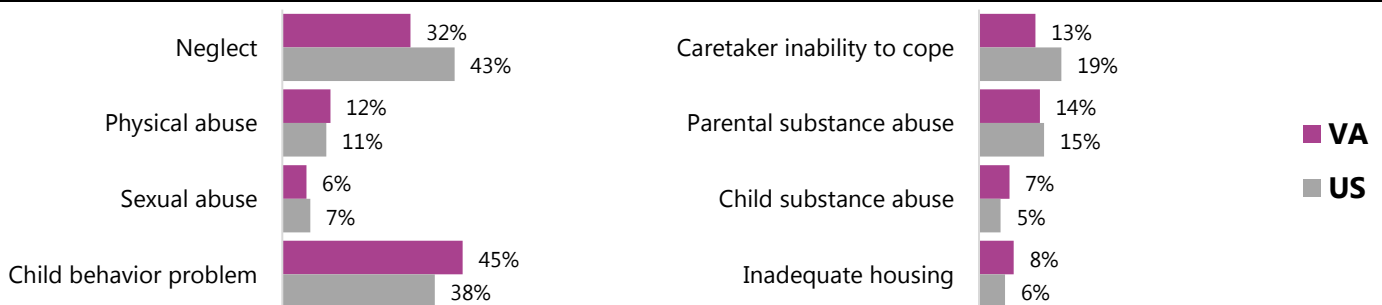 Neglect
32%
43%
Physical abuse
12%
11%
Sexual abuse
6%
7%
Child behavior problem
45%
38%
Caretaker inability to cope
13%
19%
Parental substance abuse
14%
15%
Child substance abuse
7%
5%
Inadequate housing
8%
6%
VA
US